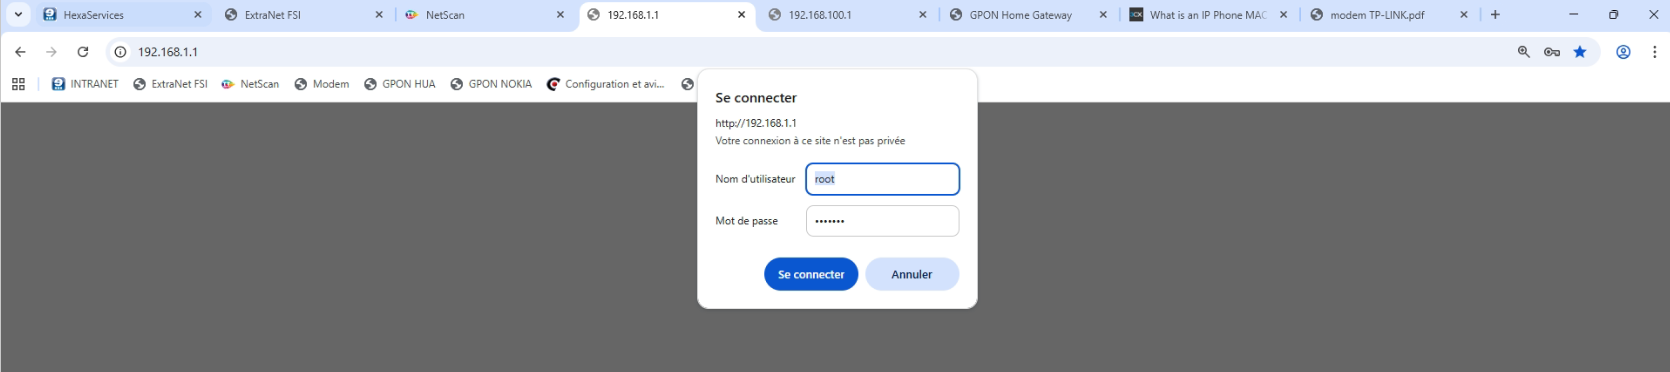 HexaServices ExtraNet FSI NetScan 192.168.1.1 192.168.100.1 GPON Home Gateway What is an IP Phone MAC modem TP-LINK.pdf
192.168.1.1
INTRANET ExtraNet FSI NetScan Modem GPON HUA GPON NOKIA Configuration et avi...
Se connecter
http://192.168.1.1
Votre connexion à ce site n'est pas privée
Nom d'utilisateur root
Mot de passe •••••••
Se connecter Annuler